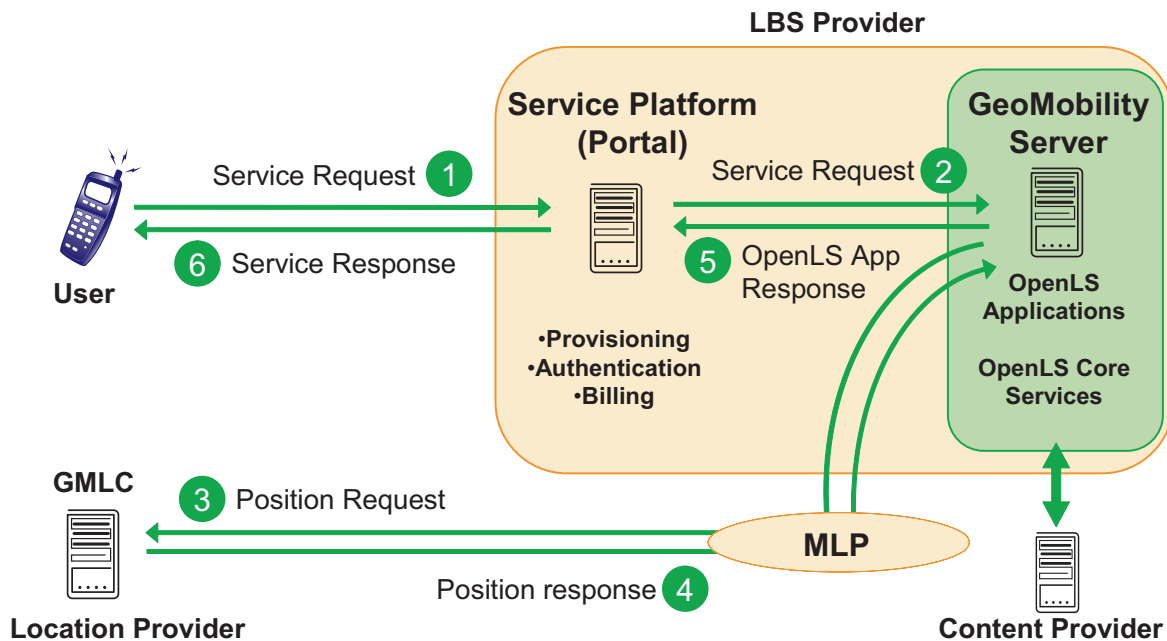 LBS Provider
Service Platform
(Portal)
GeoMobility
Server
Service Request 1
Service Request 2
6 Service Response
5 OpenLS App
Response
User
OpenLS
Applications
•Provisioning
•Authentication
•Billing
OpenLS Core
Services
GMLC
3 Position Request
MLP
Position response 4
Location Provider
Content Provider